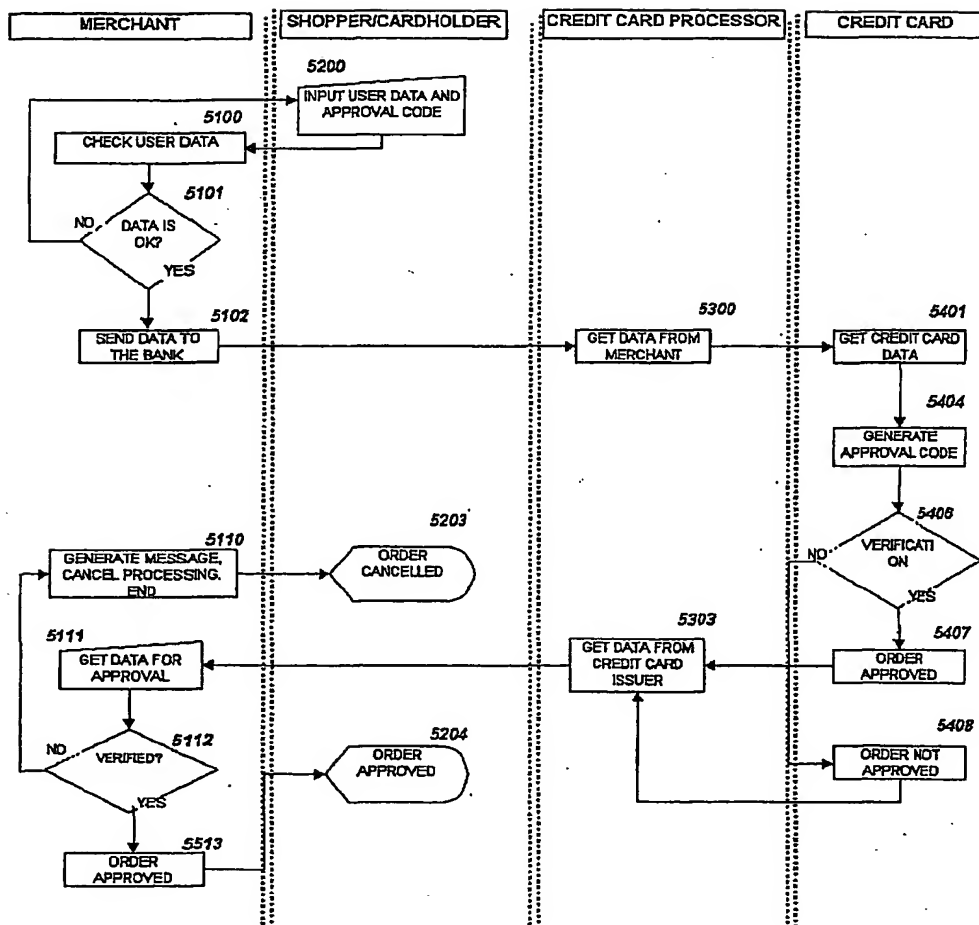 MERCHANT
SHOPPER/CARDHOLDER
CREDIT CARD PROCESSOR
CREDIT CARD
5200
INPUT USER DATA AND
APPROVAL CODE
5100
CHECK USER DATA
5101
NO
DATA IS
OK?
YES
5102
SEND DATA TO
THE BANK
5300
GET DATA FROM
MERCHANT
5401
GET CREDIT CARD
DATA
5404
GENERATE
APPROVAL CODE
5406
NO
VERIFICATI
ON
YES
5203
ORDER
CANCELLED
5110
GENERATE MESSAGE,
CANCEL PROCESSING.
END
5407
ORDER
APPROVED
5303
GET DATA FROM
CREDIT CARD
ISSUER
5111
GET DATA FOR
APPROVAL
5112
NO
VERIFIED?
YES
5204
ORDER
APPROVED
5408
ORDER NOT
APPROVED
5513
ORDER
APPROVED